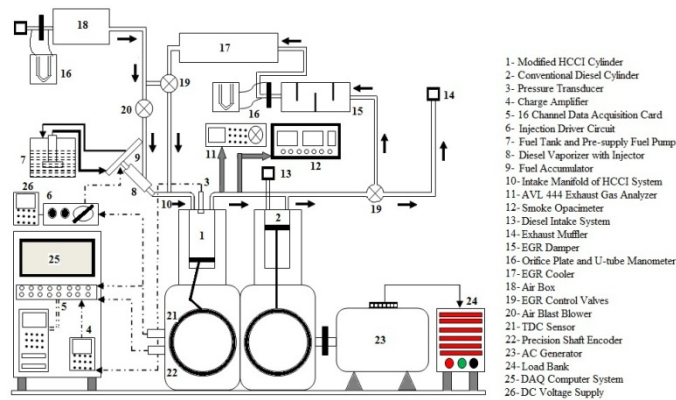 18
17
16
19
20
16
15
14
9
7
11
12
13
8
3
26
6
10
19
2
1
25
5
4
21
22
23
24
1- Modified HCCI Cylinder
2- Conventional Diesel Cylinder
3- Pressure Transducer
4- Charge Amplifier
5- 16 Channel Data Acquisition Card
6- Injection Driver Circuit
7- Fuel Tank and Pre-supply Fuel Pump
8- Diesel Vaporizer with Injector
9- Fuel Accumulator
10- Intake Manifold of HCCI System
11- AVL 444 Exhaust Gas Analyzer
12- Smoke Opacimeter
13- Diesel Intake System
14- Exhaust Muffler
15- EGR Damper
16- Orifice Plate and U-tube Manometer
17- EGR Cooler
18- Air Box
19- EGR Control Valves
20- Air Blast Blower
21- TDC Sensor
22- Precision Shaft Encoder
23- AC Generator
24- Load Bank
25- DAQ Computer System
26- DC Voltage Supply